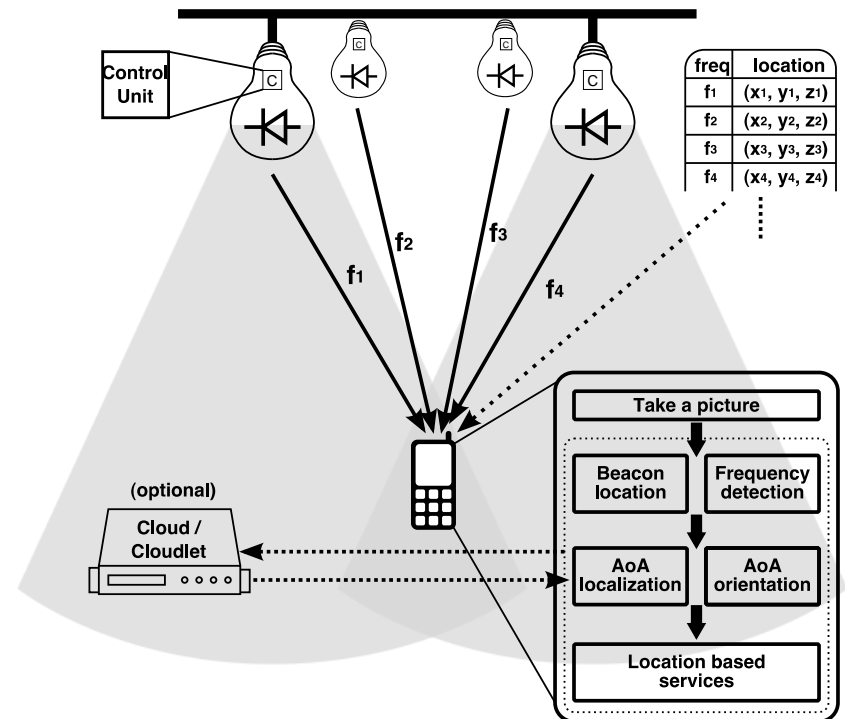 Control
Unit
C
C
C
C
freq location
f1 (x1, y1, z1)
f2 (x2, y2, z2)
f3 (x3, y3, z3)
f4 (x4, y4, z4)
f1
f2
f3
f4
Take a picture
Beacon
location
Frequency
detection
AoA
localization
AoA
orientation
Location based
services
(optional)
Cloud /
Cloudlet